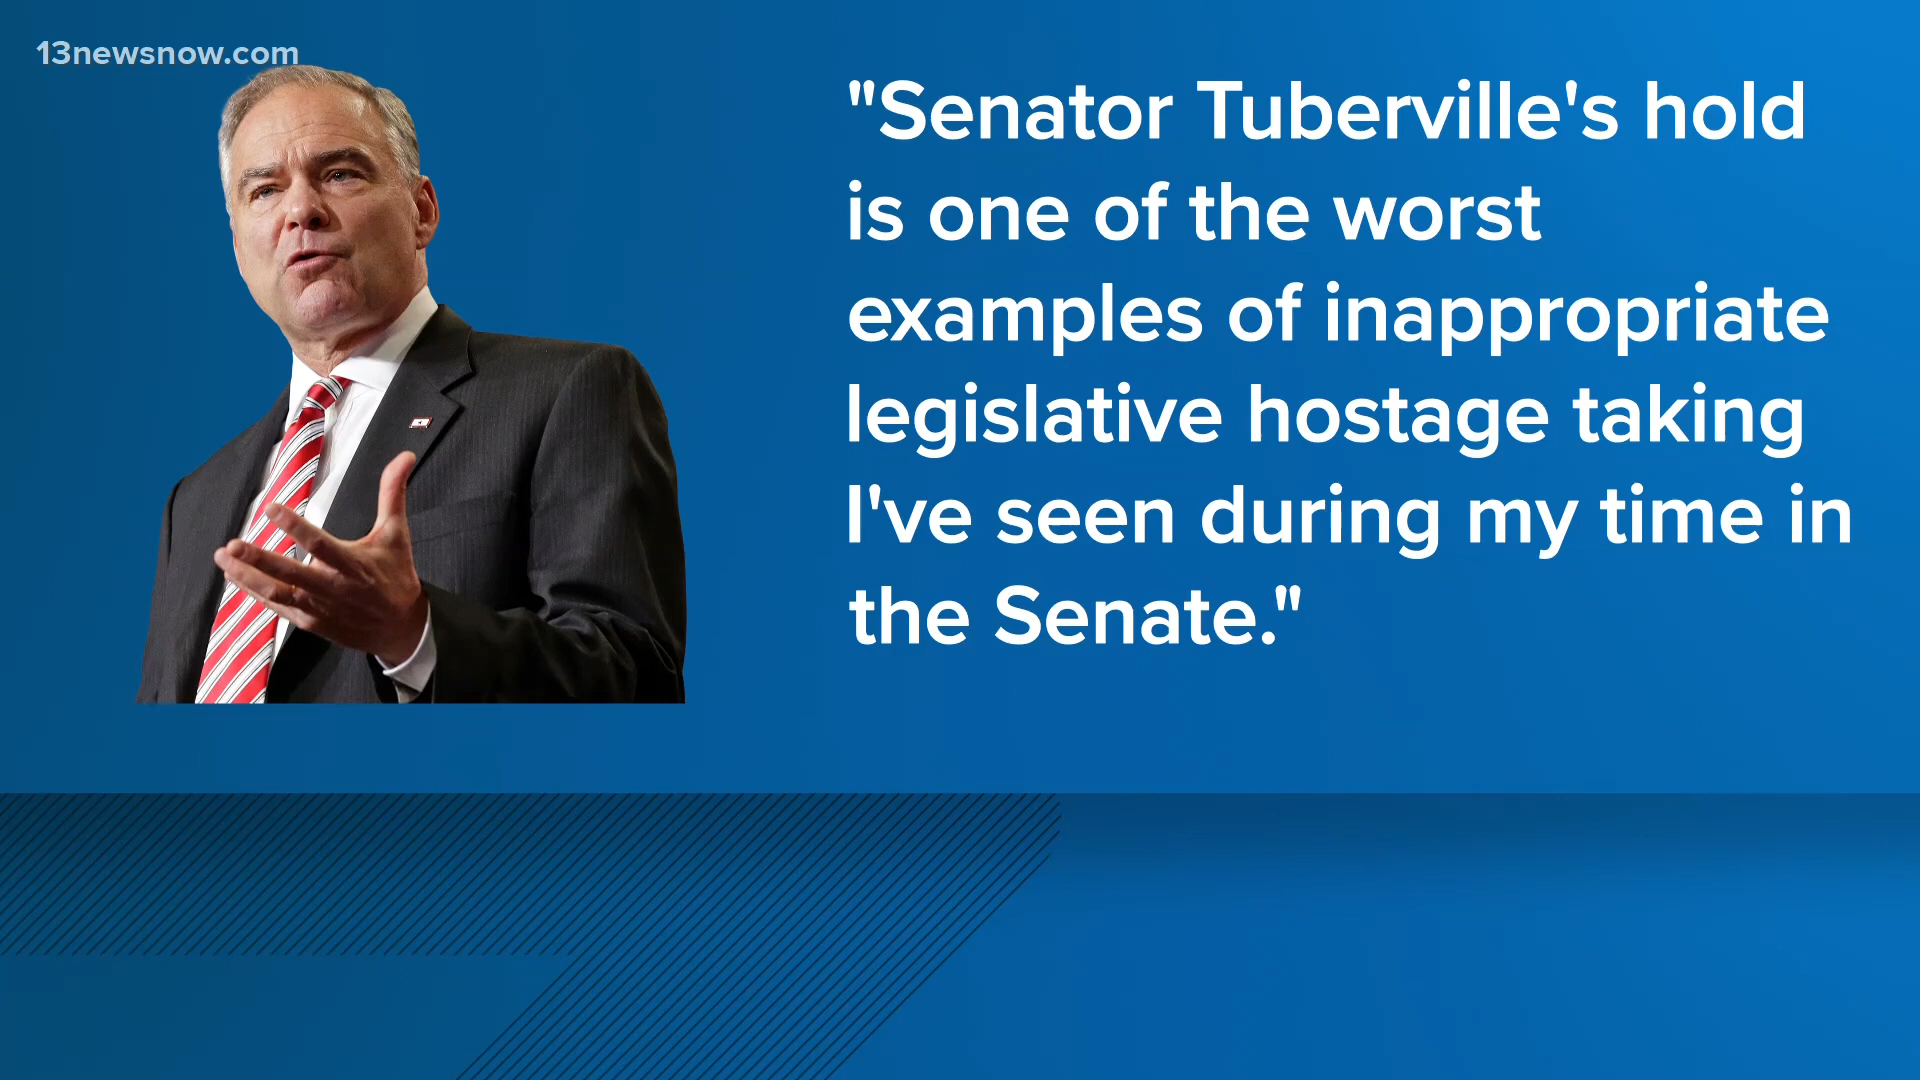 13newsnow.com
"Senator Tuberville's hold
is one of the worst
examples of inappropriate
legislative hostage taking
I've seen during my time in
the Senate."